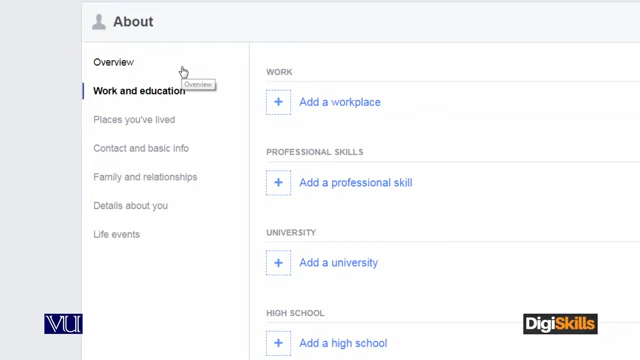 About
Overview
Overview
Work and education
Places you've lived
Contact and basic info
Family and relationships
Details about you
Life events
WORK
+ Add a workplace
PROFESSIONAL SKILLS
+ Add a professional skill
UNIVERSITY
+ Add a university
HIGH SCHOOL
+ Add a high school
VU
DigiSkills